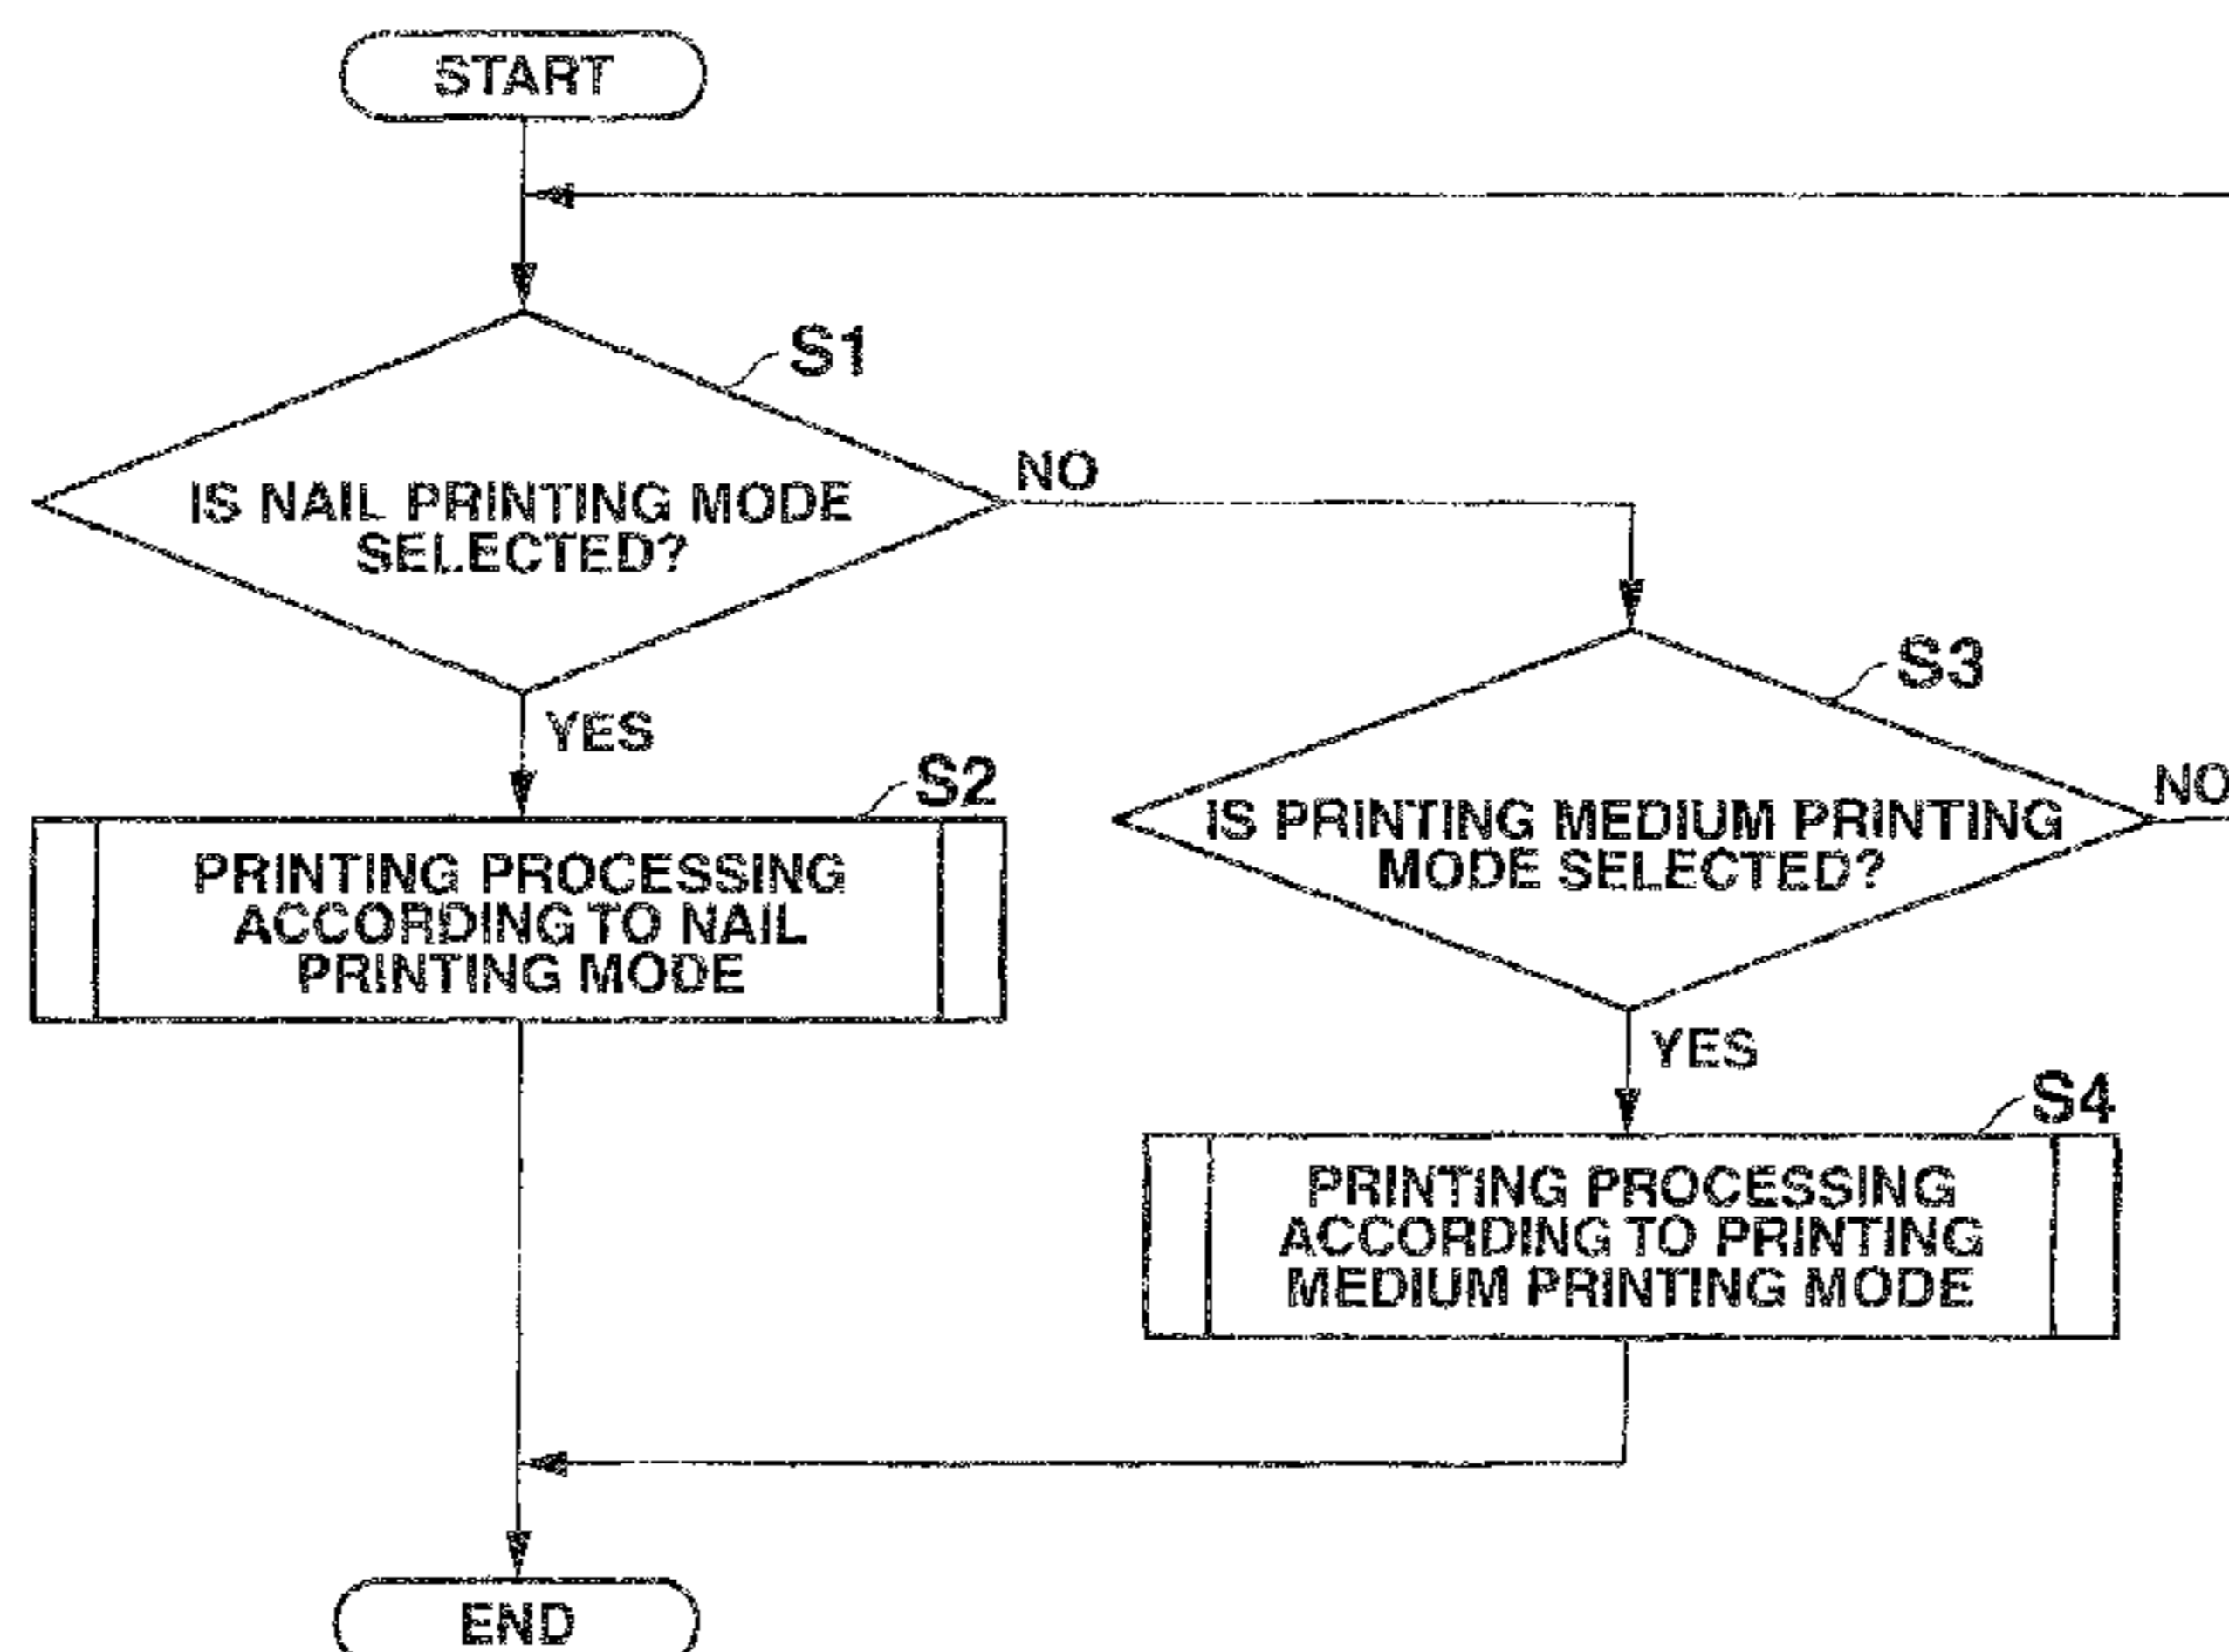 START
S1
IS NAIL PRINTING MODE
SELECTED?
NO
YES
S2
PRINTING PROCESSING
ACCORDING TO NAIL
PRINTING MODE
S3
IS PRINTING MEDIUM PRINTING
MODE SELECTED?
NO
YES
S4
PRINTING PROCESSING
ACCORDING TO PRINTING
MEDIUM PRINTING MODE
END